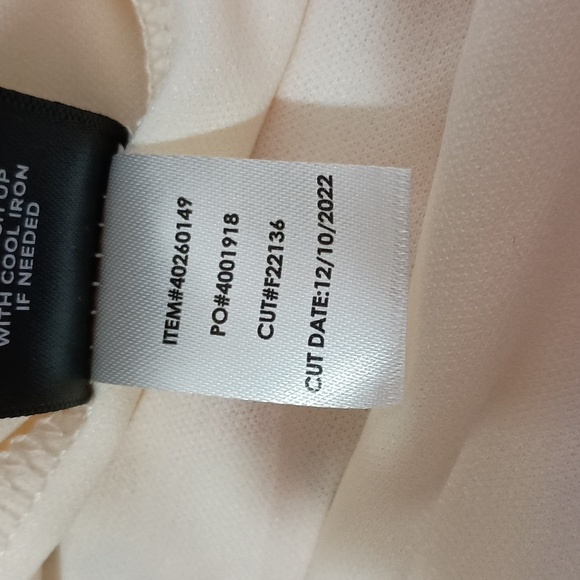 WITH COOL IRON
IF NEEDED
ITEM#40260149
PO#4001918
CUT#F22136
CUT DATE:12/10/2022